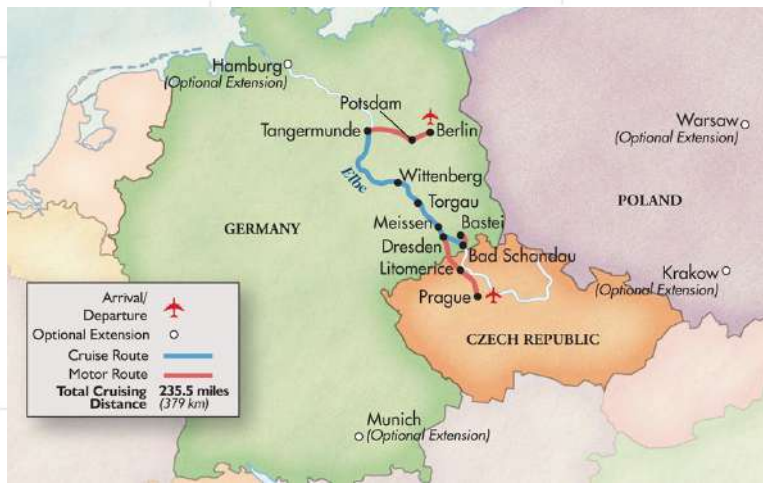 Hamburg
(Optional Extension)
Potsdam
Tangermunde
Berlin
Warsaw
(Optional Extension)
Elbe
Wittenberg
Torgau
POLAND
GERMANY
Meissen
Bastei
Dresden
Bad Schandau
Litomerice
Krakow
(Optional Extension)
Prague
CZECH REPUBLIC
Arrival/
Departure
Optional Extension
Cruise Route
Motor Route
Total Cruising 235.5 miles
Distance (379 km)
Munich
(Optional Extension)